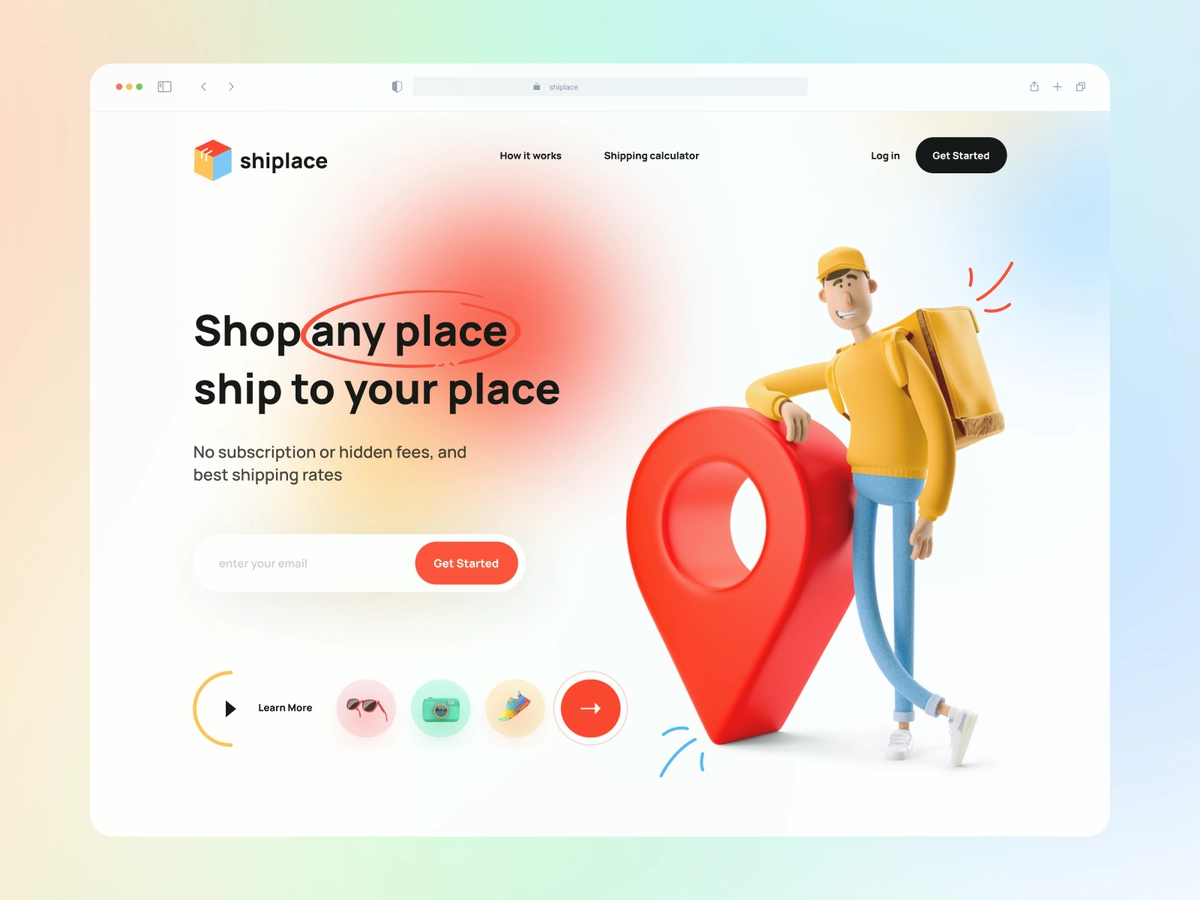 shiplace
shiplace
How it works
Shipping calculator
Log in
Get Started
Shop any place
ship to your place
No subscription or hidden fees, and
best shipping rates
enter your email
Get Started
Learn More